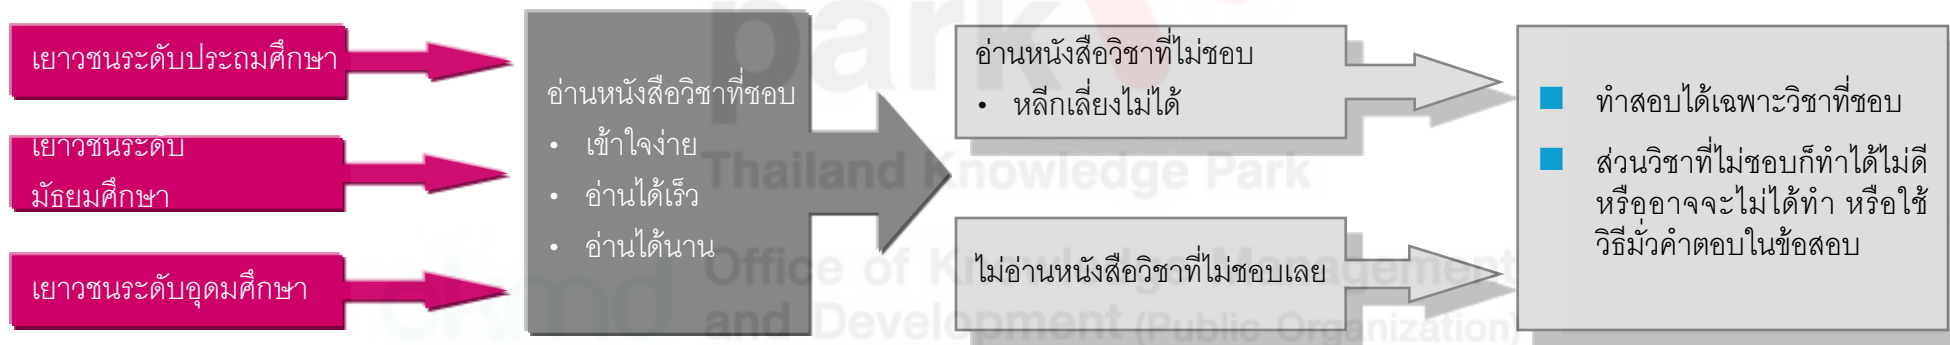 เยาวชนระดับประถมศึกษา
เยาวชนระดับ
มัธยมศึกษา
เยาวชนระดับอุดมศึกษา
อ่านหนังสือวิชาที่ชอบ
• เข้าใจง่าย
• อ่านได้เร็ว
• อ่านได้นาน
อ่านหนังสือวิชาที่ไม่ชอบ
• หลีกเลี่ยงไม่ได้
ไม่อ่านหนังสือวิชาที่ไม่ชอบเลย
ทำสอบได้เฉพาะวิชาที่ชอบ
ส่วนวิชาที่ไม่ชอบก็ทำได้ไม่ดี
หรืออาจจะไม่ได้ทำ หรือใช้
วิธีมั่วคำตอบในข้อสอบ
park
Thailand Knowledge Park
okmd
Office of Knowledge Management
and Development (Public Organization)